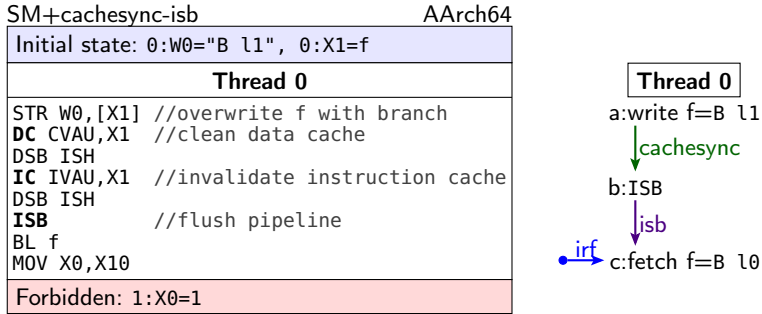 SM+cachesync-isb AArch64
Initial state: 0:W0="B l1", 0:X1=f
Thread 0
STR W0,[X1] //overwrite f with branch
DC CVAU,X1 //clean data cache
DSB ISH
IC IVAU,X1 //invalidate instruction cache
DSB ISH
ISB //flush pipeline
BL f
MOV X0,X10
Forbidden: 1:X0=1
Thread 0
a:write f=B l1
cachesync
b:ISB
isb
irf
c:fetch f=B l0